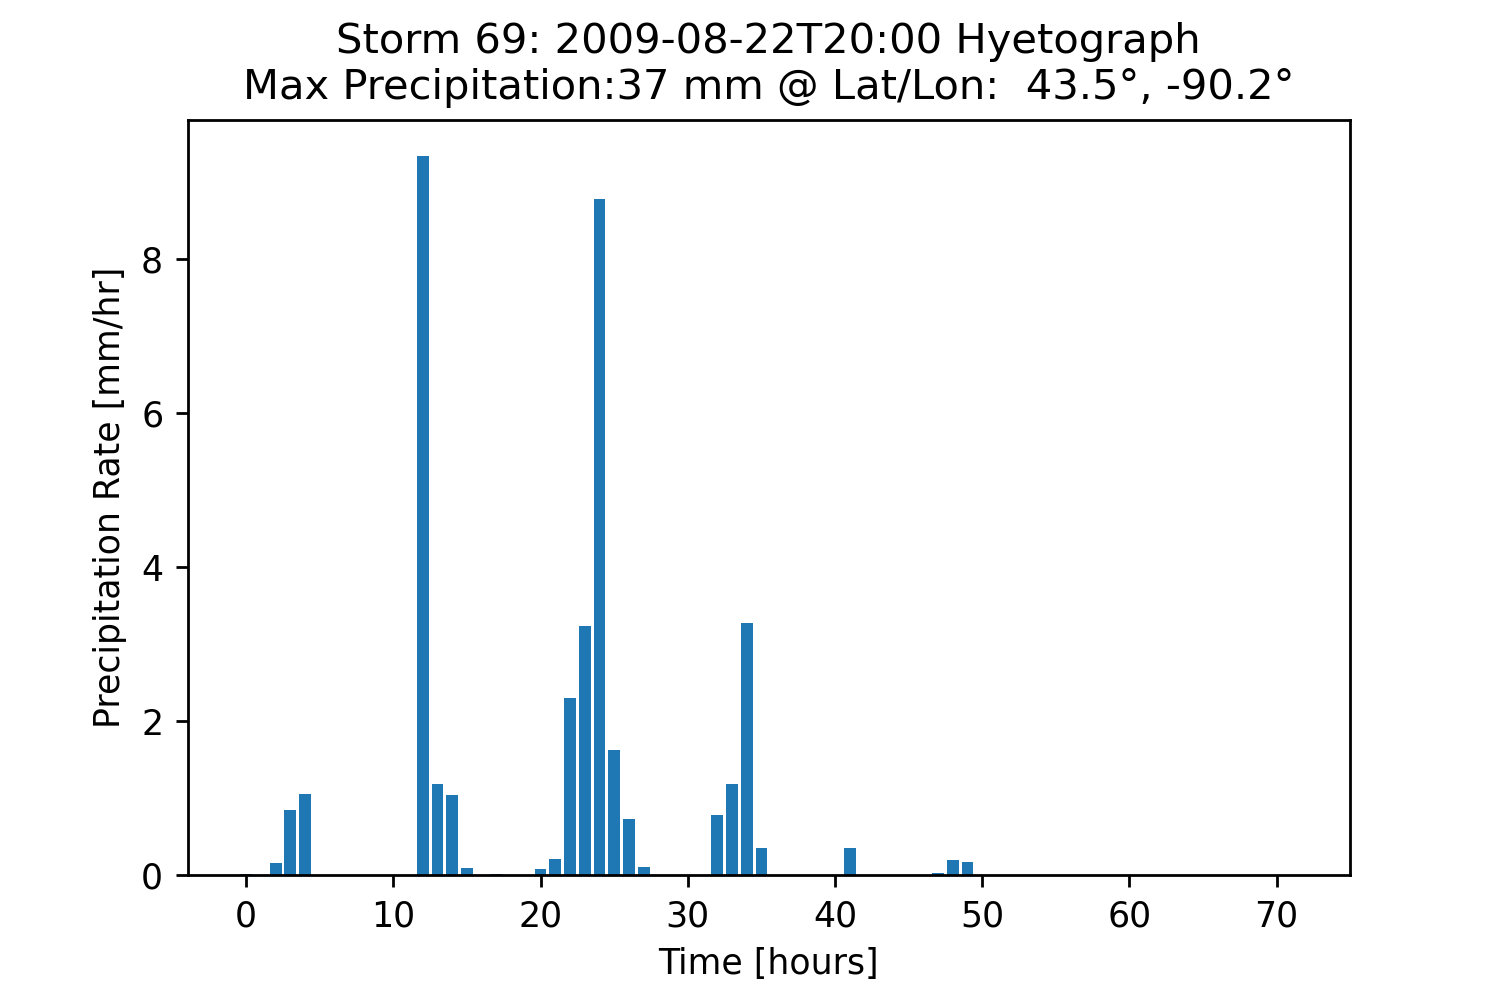 Storm 69: 2009-08-22T20:00 Hyetograph
Max Precipitation:37 mm @ Lat/Lon:  43.5°, -90.2°
Precipitation Rate [mm/hr]
8
6
4
2
0
0 10 20 30 40 50 60 70
Time [hours]